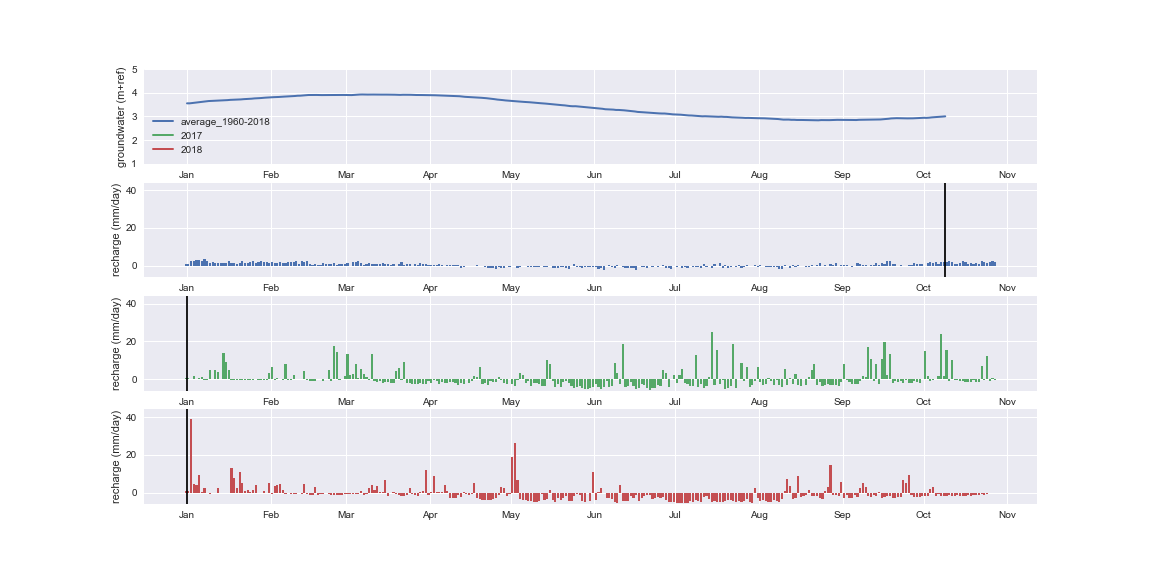 groundwater (m+ref)
5
4
3
2
1
average_1960-2018
2017
2018
Jan Feb Mar Apr May Jun Jul Aug Sep Oct Nov
recharge (mm/day)
40
20
0
Jan Feb Mar Apr May Jun Jul Aug Sep Oct Nov
recharge (mm/day)
40
20
0
Jan Feb Mar Apr May Jun Jul Aug Sep Oct Nov
recharge (mm/day)
40
20
0
Jan Feb Mar Apr May Jun Jul Aug Sep Oct Nov